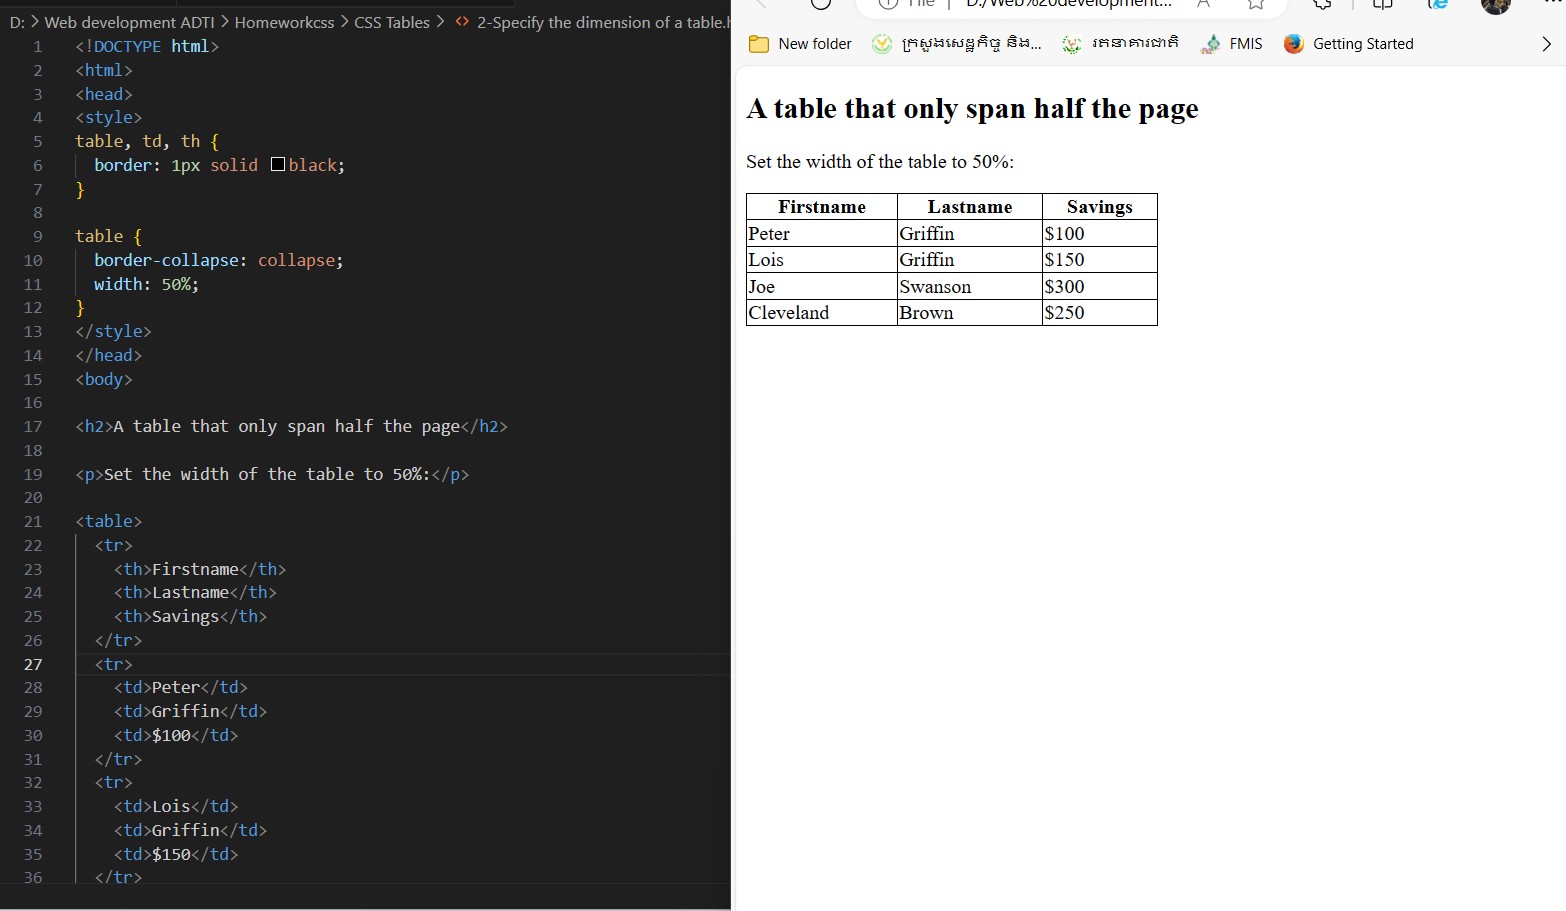 D: > Web development ADTI > Homeworkcss > CSS Tables > <> 2-Specify the dimension of a table.h
1 <!DOCTYPE html>
2 <html>
3 <head>
4 <style>
5 table, td, th {
6 border: 1px solid black;
7 }
8
9 table {
10 border-collapse: collapse;
11 width: 50%;
12 }
13 </style>
14 </head>
15 <body>
16
17 <h2>A table that only span half the page</h2>
18
19 <p>Set the width of the table to 50%:</p>
20
21 <table>
22 <tr>
23 <th>Firstname</th>
24 <th>Lastname</th>
25 <th>Savings</th>
26 </tr>
27 <tr>
28 <td>Peter</td>
29 <td>Griffin</td>
30 <td>$100</td>
31 </tr>
32 <tr>
33 <td>Lois</td>
34 <td>Griffin</td>
35 <td>$150</td>
36 </tr>
File | D:/Web%20development...
New folder ក្រសួងសេដ្ឋកិច្ច និង... រតនាគារជាតិ FMIS Getting Started
A table that only span half the page
Set the width of the table to 50%:
Firstname Lastname Savings
Peter Griffin $100
Lois Griffin $150
Joe Swanson $300
Cleveland Brown $250